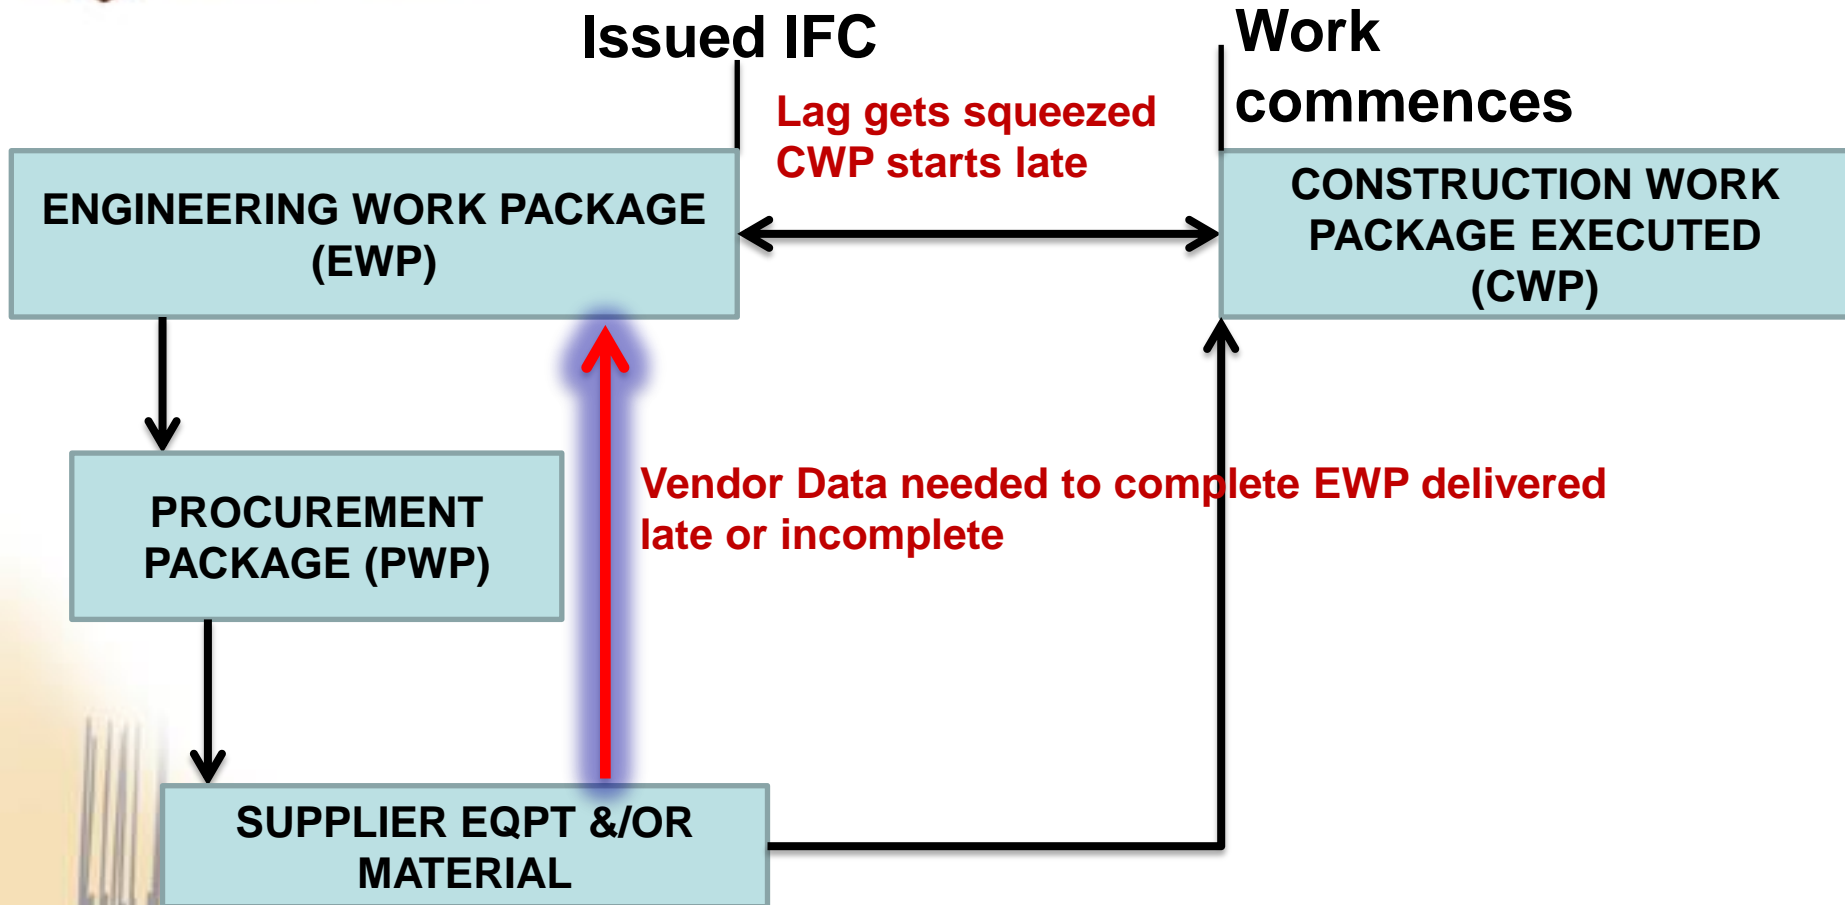 Issued IFC
Work
commences
Lag gets squeezed
CWP starts late
ENGINEERING WORK PACKAGE
(EWP)
CONSTRUCTION WORK
PACKAGE EXECUTED
(CWP)
PROCUREMENT
PACKAGE (PWP)
Vendor Data needed to complete EWP delivered
late or incomplete
SUPPLIER EQPT &/OR
MATERIAL